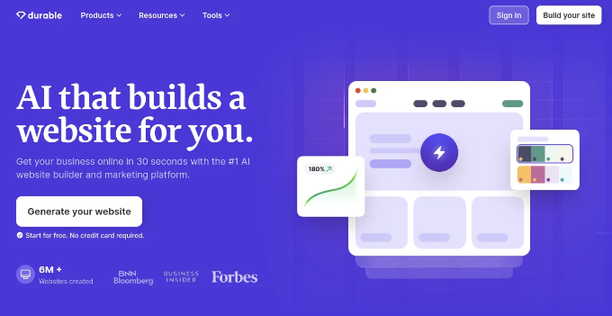 durable
Products
Resources
Tools
Sign In
Build your site
AI that builds a
website for you.
Get your business online in 30 seconds with the #1 AI
website builder and marketing platform.
Generate your website
Start for free. No credit card required.
6M +
Websites created
BNN
Bloomberg
BUSINESS
INSIDER
Forbes
180%